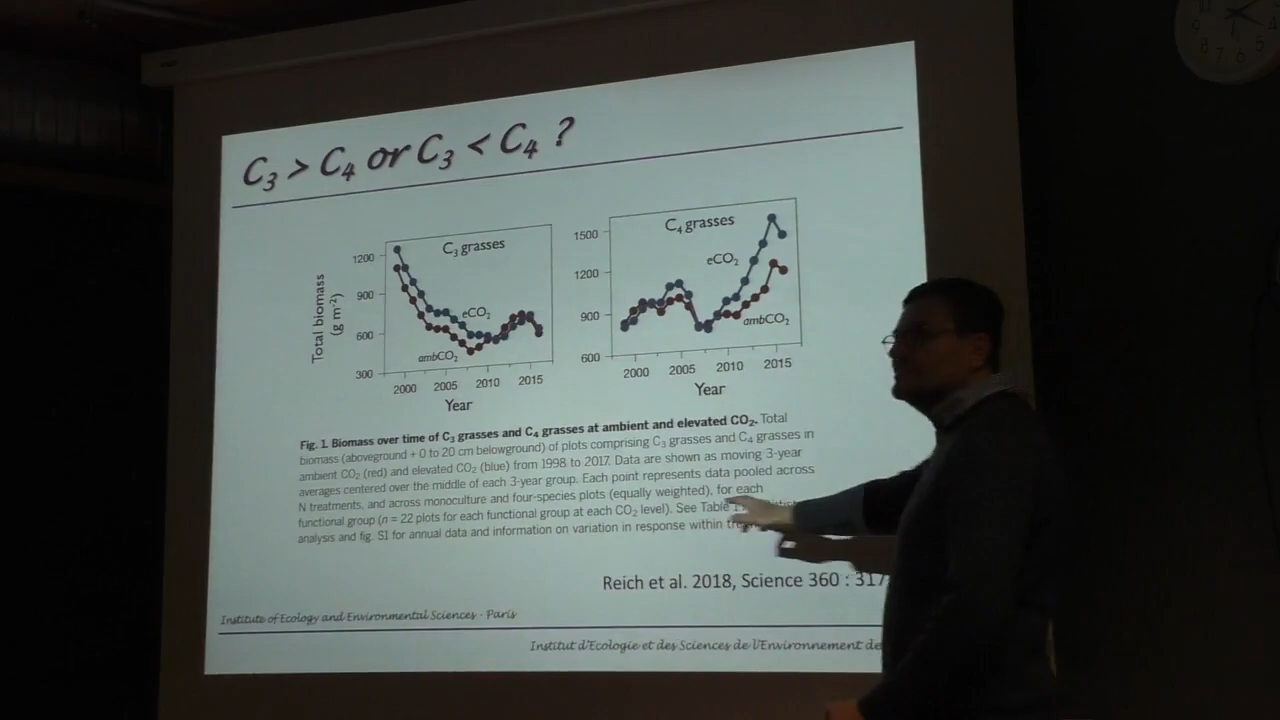 C₃ > C₄ or C₃ < C₄ ?
C₃ grasses
1200
900
600
300
Total biomass
(g m⁻²)
eCO₂
ambCO₂
2000 2005 2010 2015
Year
C₄ grasses
1500
1200
900
600
eCO₂
ambCO₂
2000 2005 2010 2015
Year
Fig. 1. Biomass over time of C₃ grasses and C₄ grasses at ambient and elevated CO₂. Total
biomass (aboveground + 0 to 20 cm belowground) of plots comprising C₃ grasses and C₄ grasses in
ambient CO₂ (red) and elevated CO₂ (blue) from 1998 to 2017. Data are shown as moving 3-year
averages centered over the middle of each 3-year group. Each point represents data pooled across
N treatments, and across monoculture and four-species plots (equally weighted), for each
functional group (n = 22 plots for each functional group at each CO₂ level). See Table
analysis and fig. S1 for annual data and information on variation in response within
Reich et al. 2018, Science 360 : 317
Institute of Ecology and Environmental Sciences - Paris
Institut d'Ecologie et des Sciences de l'Environnement de